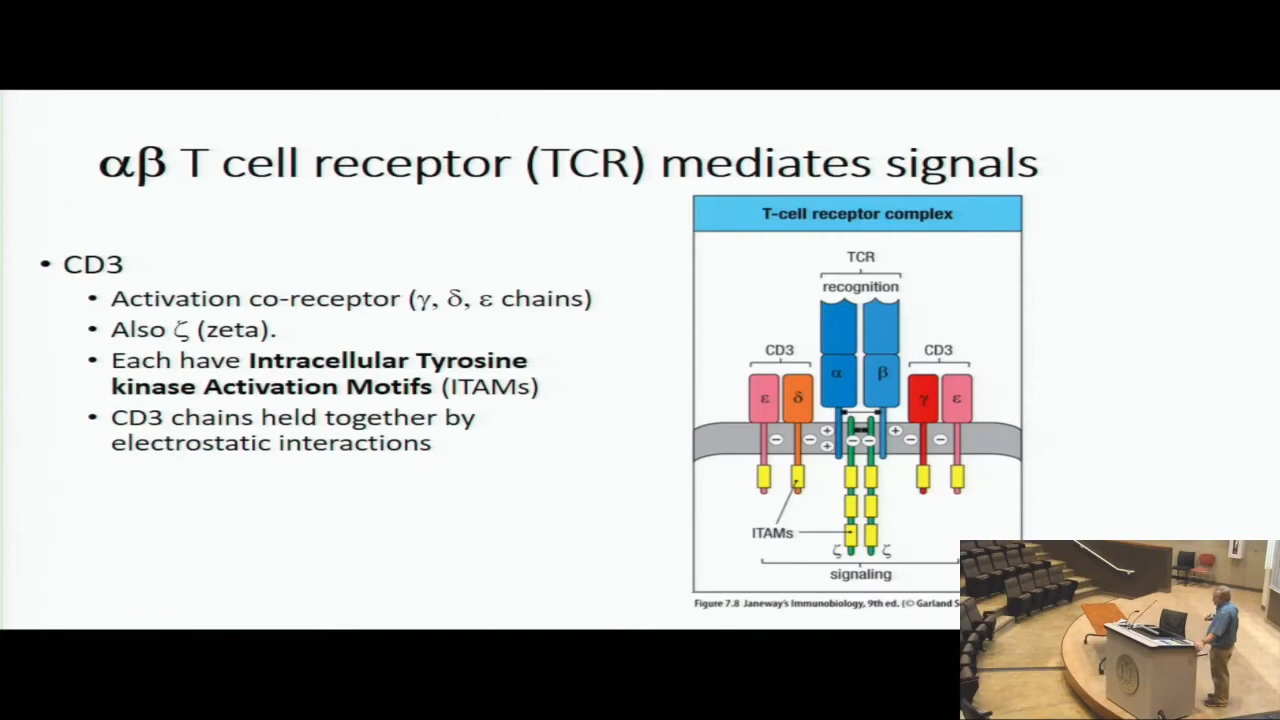 αβ T cell receptor (TCR) mediates signals
• CD3
• Activation co-receptor (γ, δ, ε chains)
• Also ζ (zeta).
• Each have Intracellular Tyrosine
kinase Activation Motifs (ITAMs)
• CD3 chains held together by
electrostatic interactions
T-cell receptor complex
TCR
recognition
CD3
CD3
α
β
ε
δ
γ
ε
+ + +
− − − − − −
ITAMs
ζ
ζ
signaling
Figure 7.8 Janeway's Immunobiology, 9th ed. (© Garland S